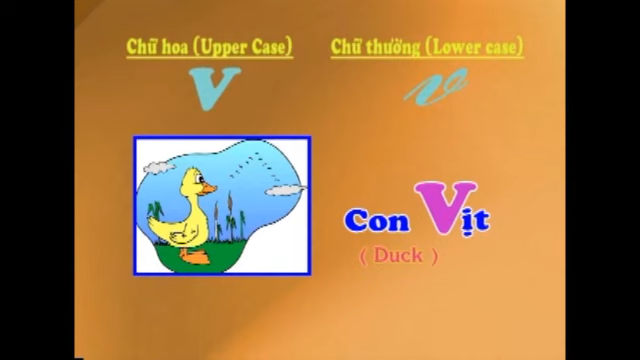 Chữ hoa (Upper Case) Chữ thường (Lower case)
V v
Con Vịt
( Duck )